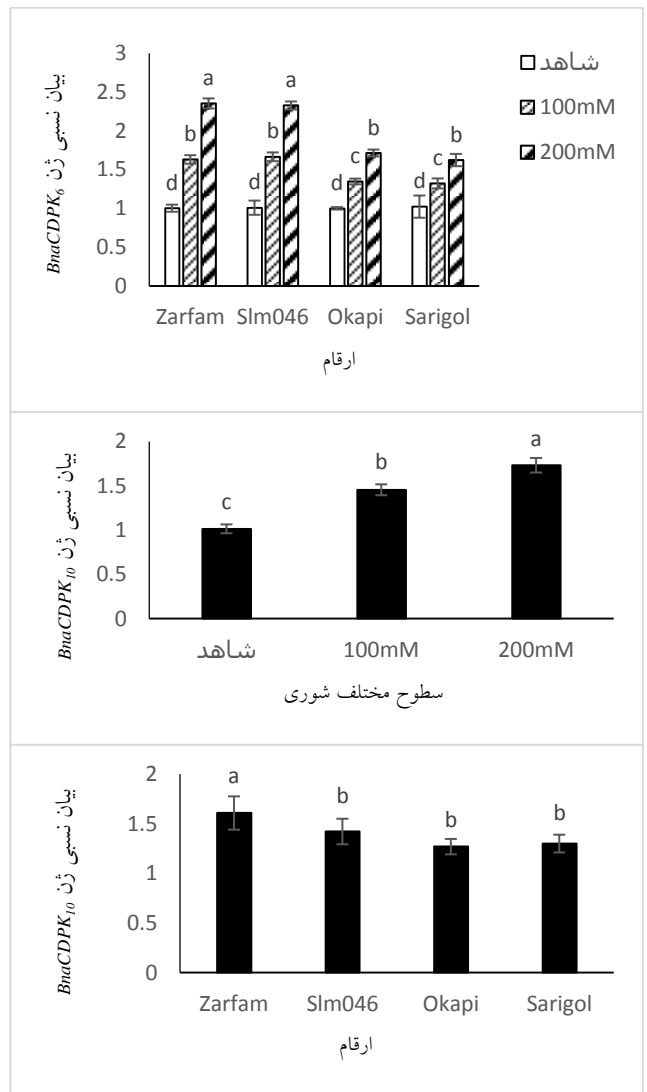 بیان نسبی ژن BnaCDPK6
3
2.5
2
1.5
1
0.5
0
d b a
d b a
d c b
d c b
Zarfam Slm046 Okapi Sarigol
ارقام
شاهد
100mM
200mM
بیان نسبی ژن BnaCDPK10
2
1.5
1
0.5
0
c b a
شاهد 100mM 200mM
سطوح مختلف شوری
بیان نسبی ژن BnaCDPK10
2
1.5
1
0.5
0
a b b b
Zarfam Slm046 Okapi Sarigol
ارقام